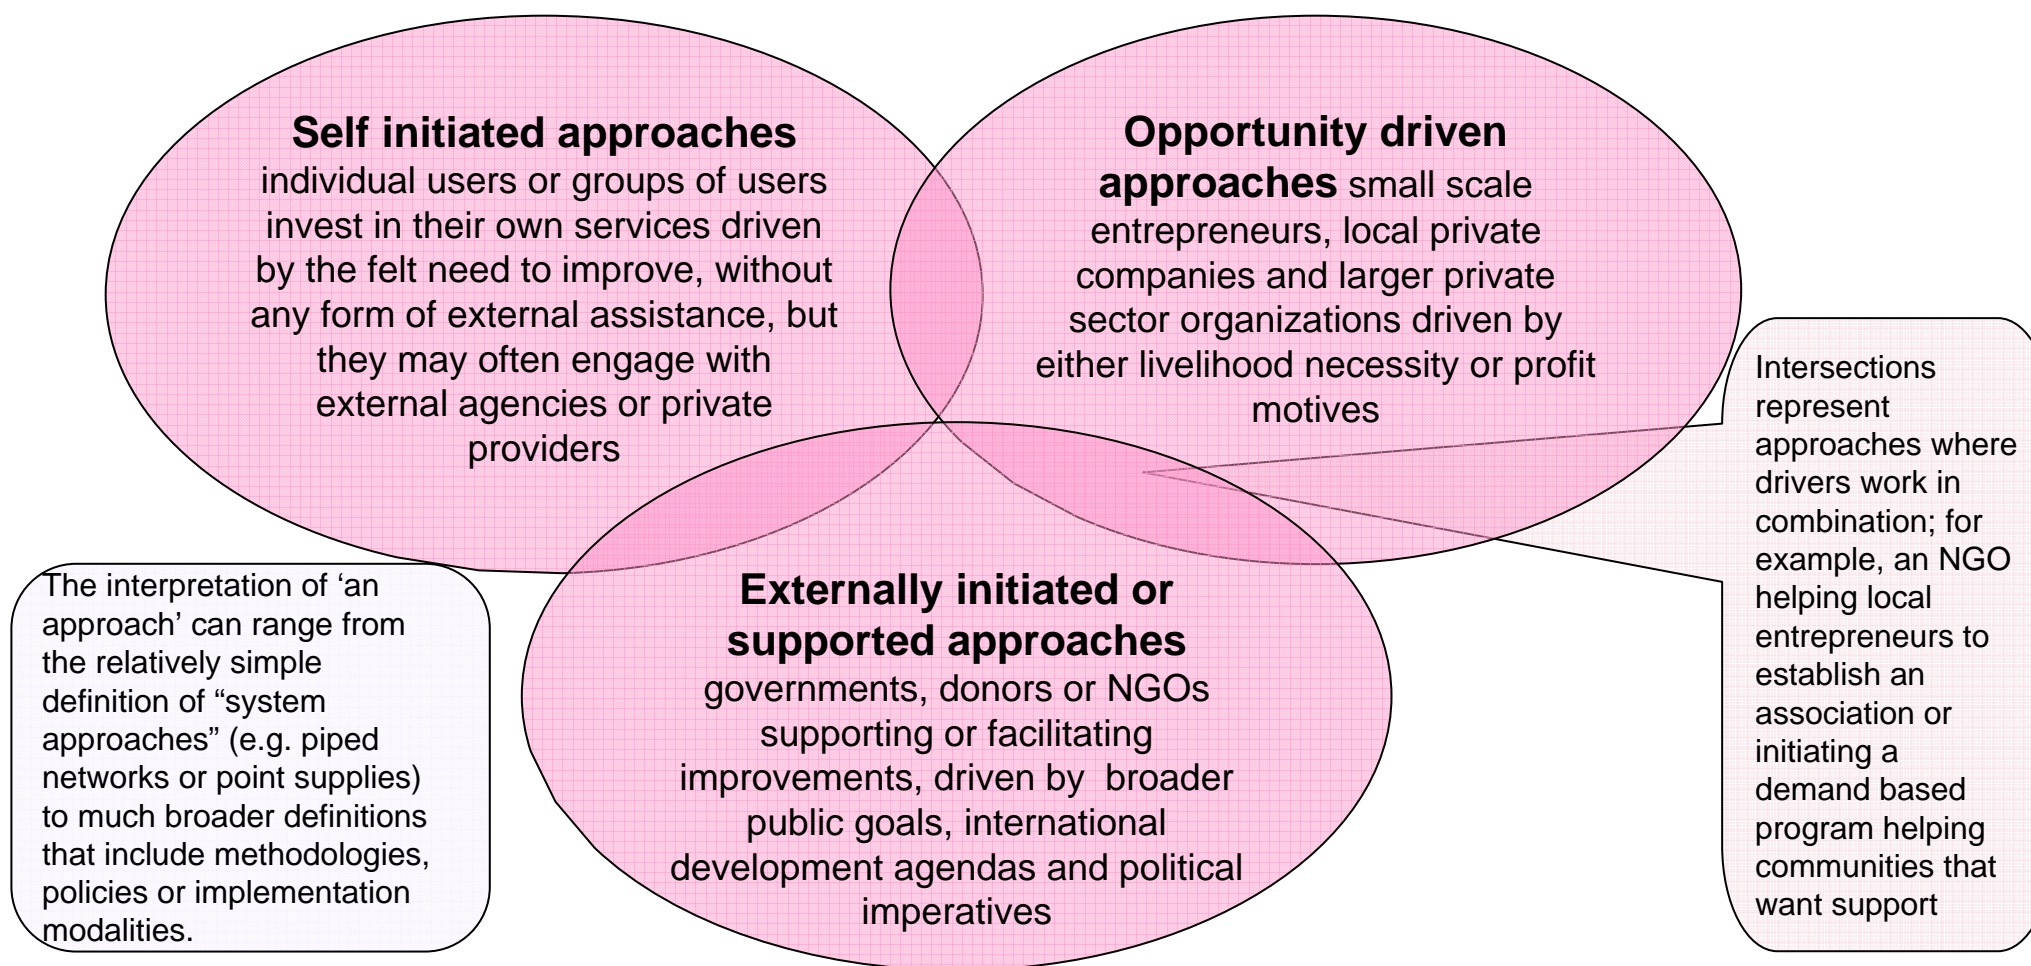 Self initiated approaches
individual users or groups of users
invest in their own services driven
by the felt need to improve, without
any form of external assistance, but
they may often engage with
external agencies or private
providers
Opportunity driven
approaches small scale
entrepreneurs, local private
companies and larger private
sector organizations driven by
either livelihood necessity or profit
motives
Intersections
represent
approaches where
drivers work in
combination; for
example, an NGO
helping local
entrepreneurs to
establish an
association or
initiating a
demand based
program helping
communities that
want support
The interpretation of ‘an
approach’ can range from
the relatively simple
definition of “system
approaches” (e.g. piped
networks or point supplies)
to much broader definitions
that include methodologies,
policies or implementation
modalities.
Externally initiated or
supported approaches
governments, donors or NGOs
supporting or facilitating
improvements, driven by  broader
public goals, international
development agendas and political
imperatives